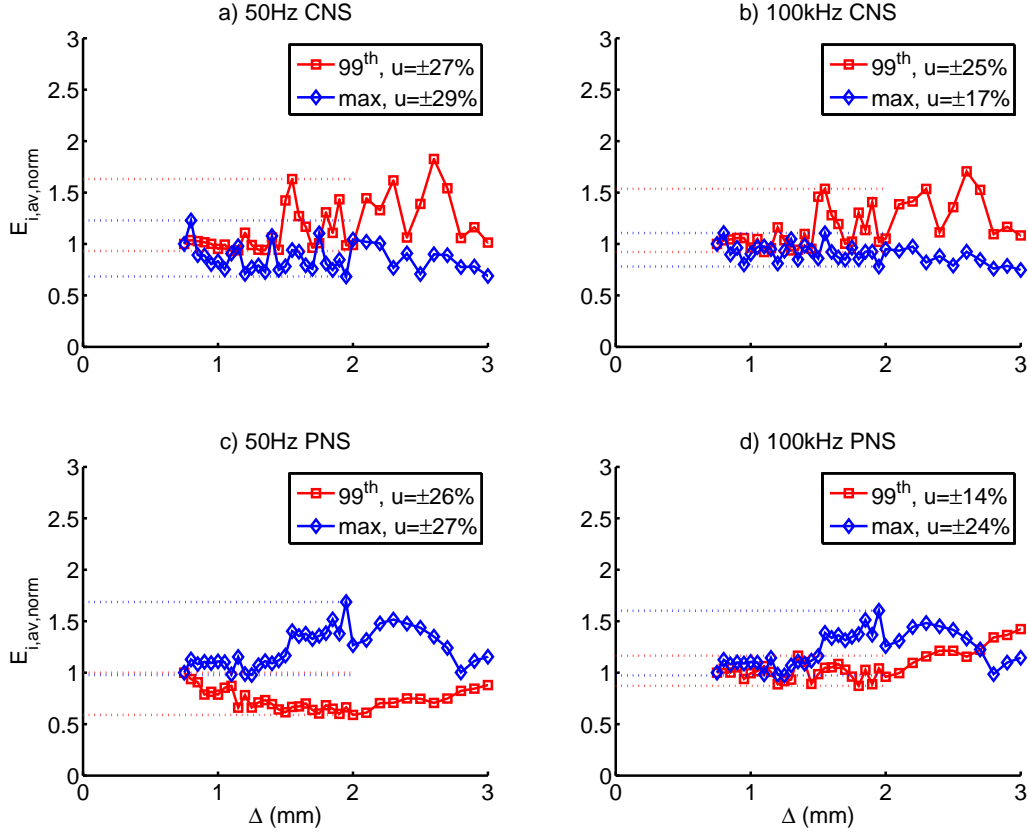 a) 50Hz CNS
E i,av,norm
3
2.5
2
1.5
1
0.5
0
0 1 2 3
99th, u=±27%
max, u=±29%
b) 100kHz CNS
3
2.5
2
1.5
1
0.5
0
0 1 2 3
99th, u=±25%
max, u=±17%
c) 50Hz PNS
E i,av,norm
3
2.5
2
1.5
1
0.5
0
0 1 2 3
Δ (mm)
99th, u=±26%
max, u=±27%
d) 100kHz PNS
3
2.5
2
1.5
1
0.5
0
0 1 2 3
Δ (mm)
99th, u=±14%
max, u=±24%